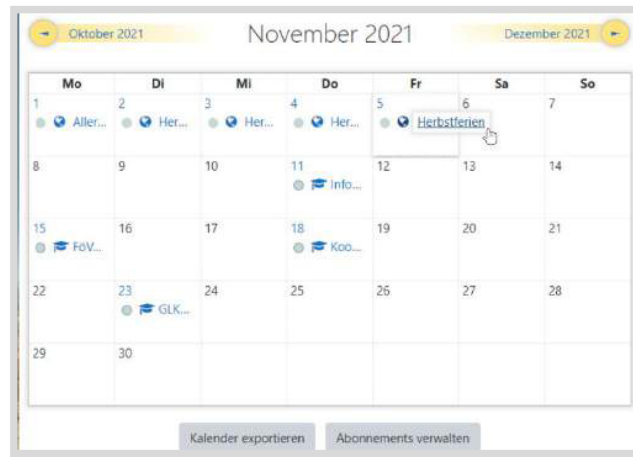 Oktober 2021 November 2021 Dezember 2021
Mo Di Mi Do Fr Sa So
1 2 3 4 5 6 7
Aller... Her... Her... Her... Herbstferien
8 9 10 11 12 13 14
Info...
15 16 17 18 19 20 21
FöV... Koo...
22 23 24 25 26 27 28
GLK...
29 30
Kalender exportieren Abonnements verwalten